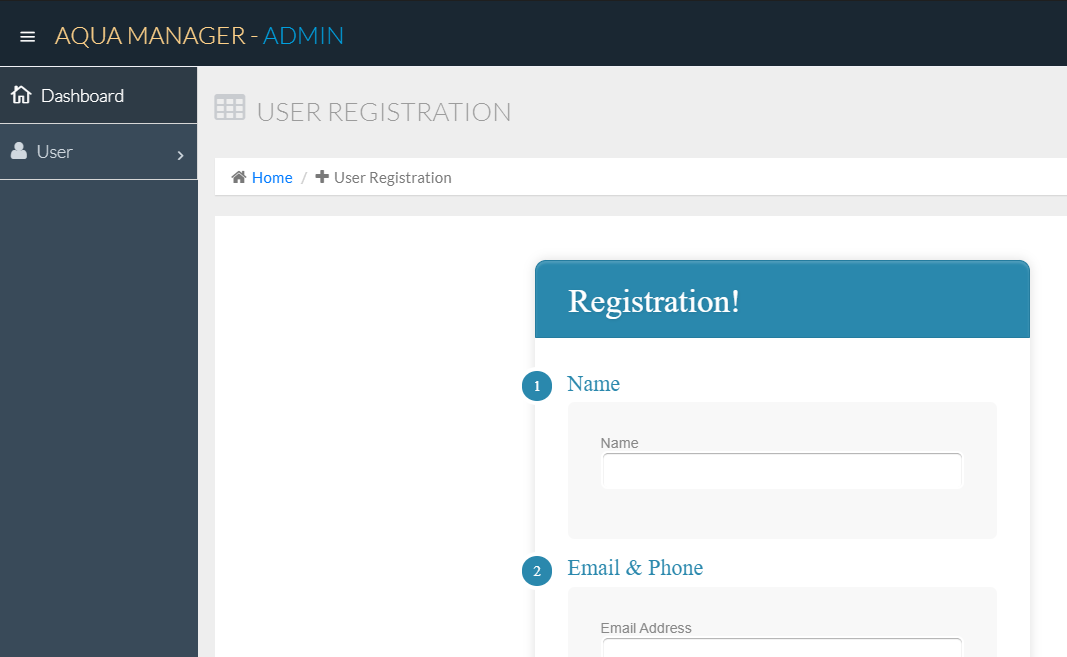 AQUA MANAGER - ADMIN
Dashboard
User
USER REGISTRATION
Home / User Registration
Registration!
1 Name
Name
2 Email & Phone
Email Address